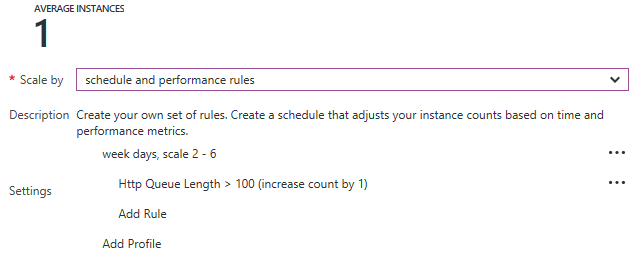 AVERAGE INSTANCES
1
* Scale by schedule and performance rules
Description Create your own set of rules. Create a schedule that adjusts your instance counts based on time and
performance metrics.
week days, scale 2 - 6 ...
Settings
Http Queue Length > 100 (increase count by 1) ...
Add Rule
Add Profile